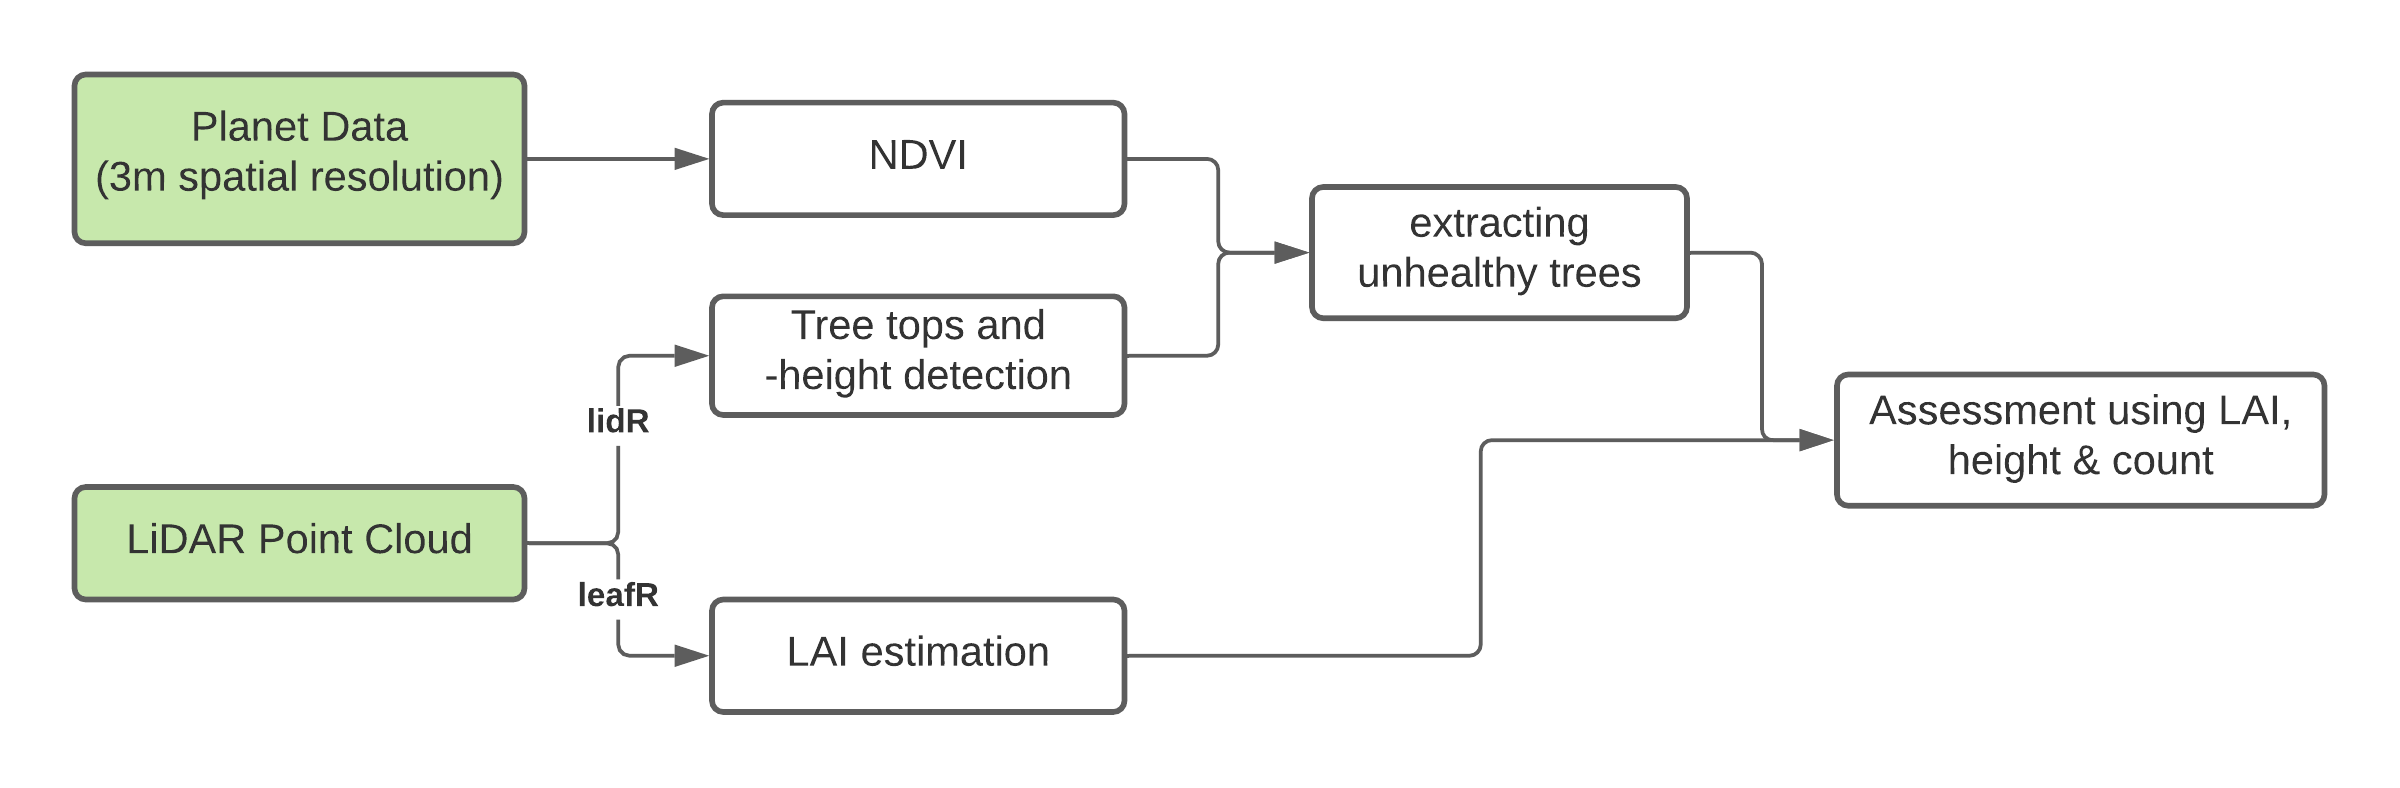 Planet Data
(3m spatial resolution)
NDVI
extracting
unhealthy trees
Tree tops and
-height detection
lidR
Assessment using LAI,
height & count
LiDAR Point Cloud
leafR
LAI estimation